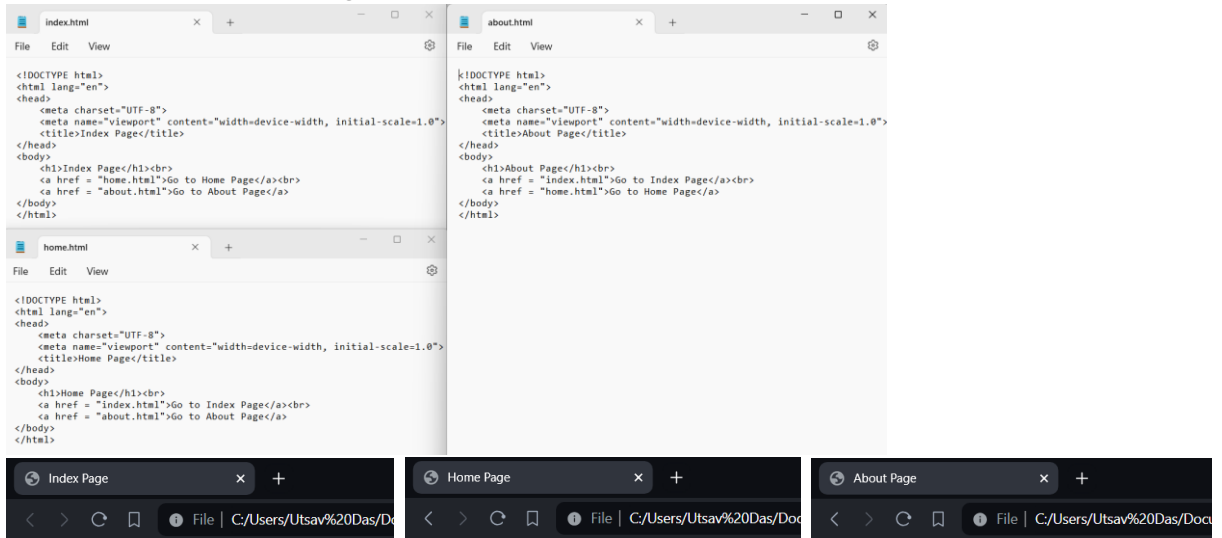 index.html
File Edit View
<!DOCTYPE html>
<html lang="en">
<head>
    <meta charset="UTF-8">
    <meta name="viewport" content="width=device-width, initial-scale=1.0">
    <title>Index Page</title>
</head>
<body>
    <h1>Index Page</h1><br>
    <a href = "home.html">Go to Home Page</a><br>
    <a href = "about.html">Go to About Page</a>
</body>
</html>
about.html
File Edit View
<!DOCTYPE html>
<html lang="en">
<head>
    <meta charset="UTF-8">
    <meta name="viewport" content="width=device-width, initial-scale=1.0">
    <title>About Page</title>
</head>
<body>
    <h1>About Page</h1><br>
    <a href = "index.html">Go to Index Page</a><br>
    <a href = "home.html">Go to Home Page</a>
</body>
</html>
home.html
File Edit View
<!DOCTYPE html>
<html lang="en">
<head>
    <meta charset="UTF-8">
    <meta name="viewport" content="width=device-width, initial-scale=1.0">
    <title>Home Page</title>
</head>
<body>
    <h1>Home Page</h1><br>
    <a href = "index.html">Go to Index Page</a><br>
    <a href = "about.html">Go to About Page</a>
</body>
</html>
Index Page
File | C:/Users/Utsav%20Das/Do
Home Page
File | C:/Users/Utsav%20Das/Doc
About Page
File | C:/Users/Utsav%20Das/Docu